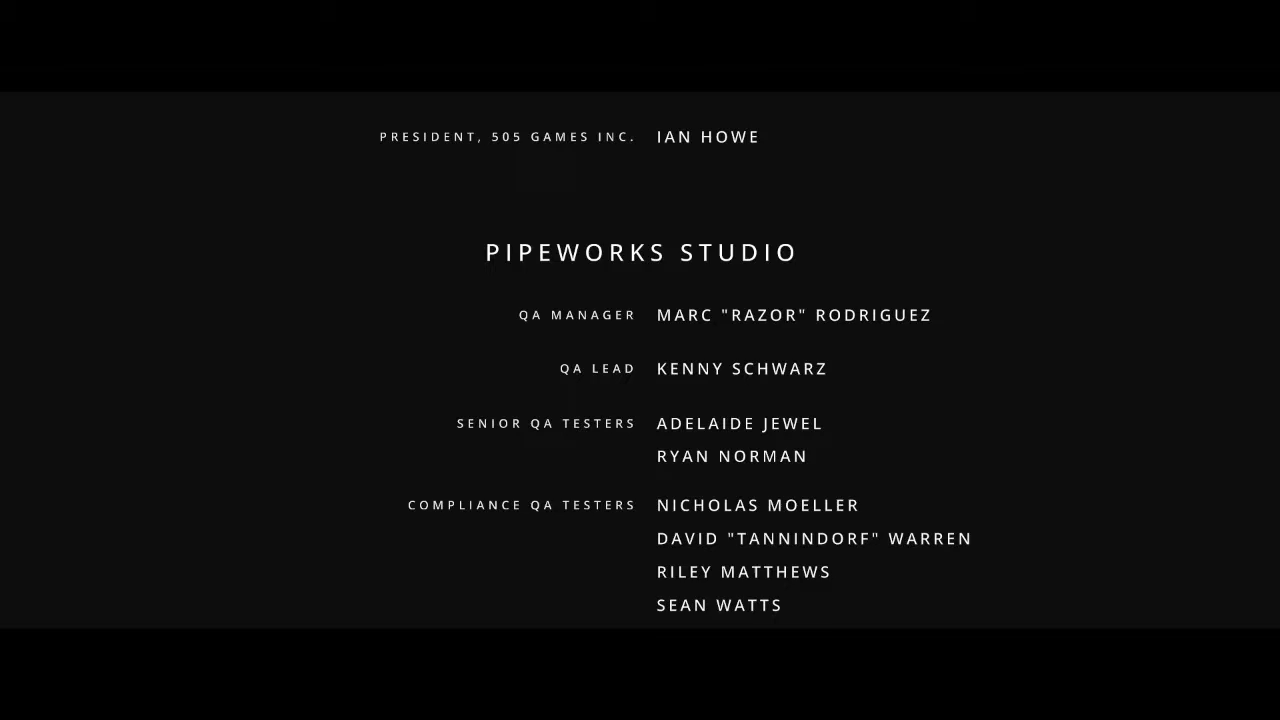 PRESIDENT, 505 GAMES INC. IAN HOWE
PIPEWORKS STUDIO
QA MANAGER MARC "RAZOR" RODRIGUEZ
QA LEAD KENNY SCHWARZ
SENIOR QA TESTERS ADELAIDE JEWEL
RYAN NORMAN
COMPLIANCE QA TESTERS NICHOLAS MOELLER
DAVID "TANNINDORF" WARREN
RILEY MATTHEWS
SEAN WATTS